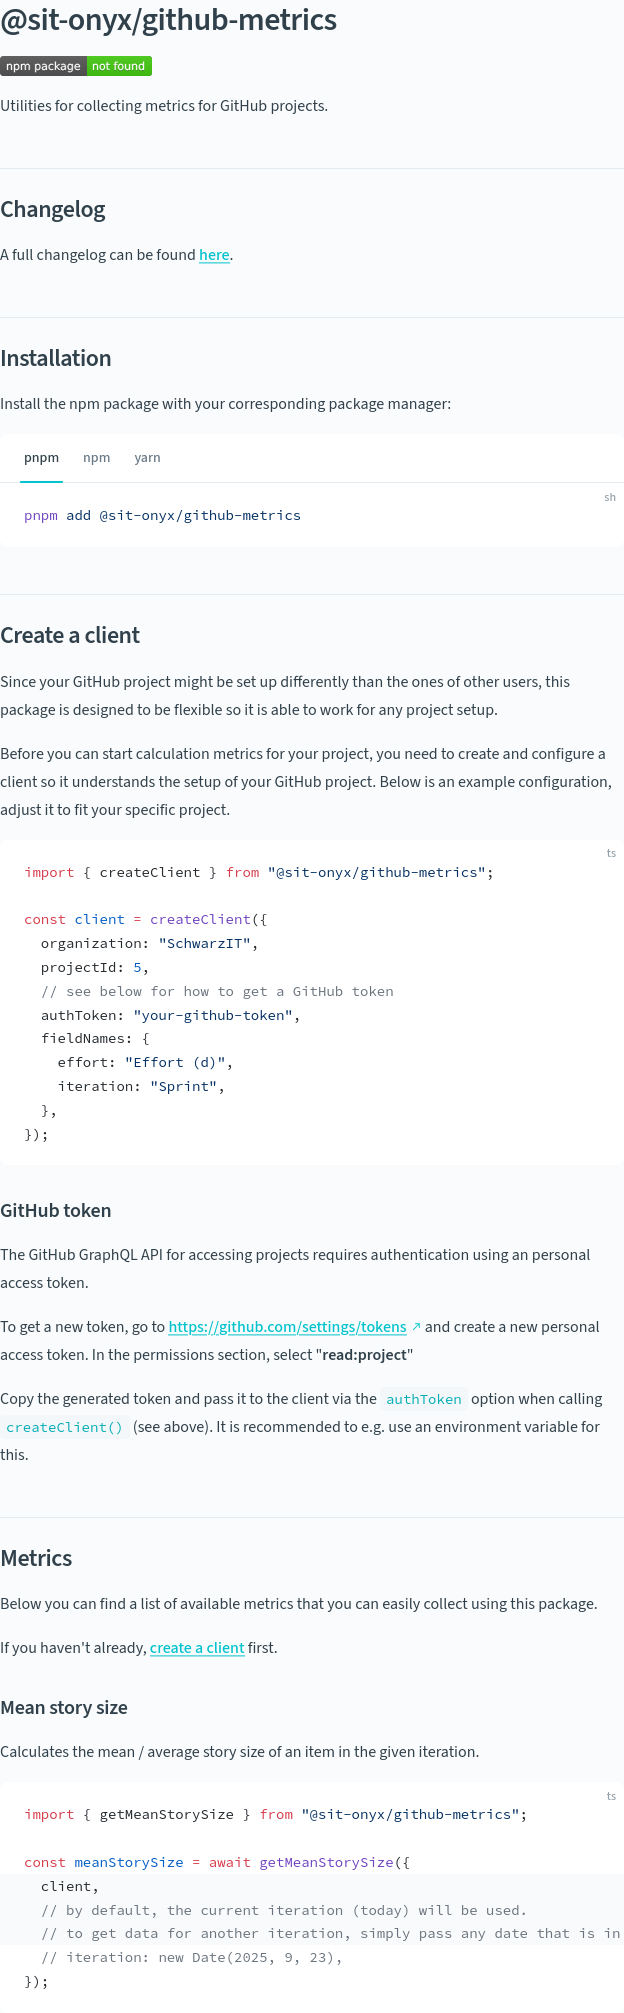 @sit-onyx/github-metrics
npm package not found
Utilities for collecting metrics for GitHub projects.
Changelog
A full changelog can be found here.
Installation
Install the npm package with your corresponding package manager:
pnpm npm yarn
sh
pnpm add @sit-onyx/github-metrics
Create a client
Since your GitHub project might be set up differently than the ones of other users, this
package is designed to be flexible so it is able to work for any project setup.
Before you can start calculation metrics for your project, you need to create and configure a
client so it understands the setup of your GitHub project. Below is an example configuration,
adjust it to fit your specific project.
ts
import { createClient } from "@sit-onyx/github-metrics";
const client = createClient({
  organization: "SchwarzIT",
  projectId: 5,
  // see below for how to get a GitHub token
  authToken: "your-github-token",
  fieldNames: {
    effort: "Effort (d)",
    iteration: "Sprint",
  },
});
GitHub token
The GitHub GraphQL API for accessing projects requires authentication using an personal
access token.
To get a new token, go to https://github.com/settings/tokens ↗ and create a new personal
access token. In the permissions section, select "read:project"
Copy the generated token and pass it to the client via the authToken option when calling
createClient() (see above). It is recommended to e.g. use an environment variable for
this.
Metrics
Below you can find a list of available metrics that you can easily collect using this package.
If you haven't already, create a client first.
Mean story size
Calculates the mean / average story size of an item in the given iteration.
ts
import { getMeanStorySize } from "@sit-onyx/github-metrics";
const meanStorySize = await getMeanStorySize({
  client,
  // by default, the current iteration (today) will be used.
  // to get data for another iteration, simply pass any date that is in
  // iteration: new Date(2025, 9, 23),
});